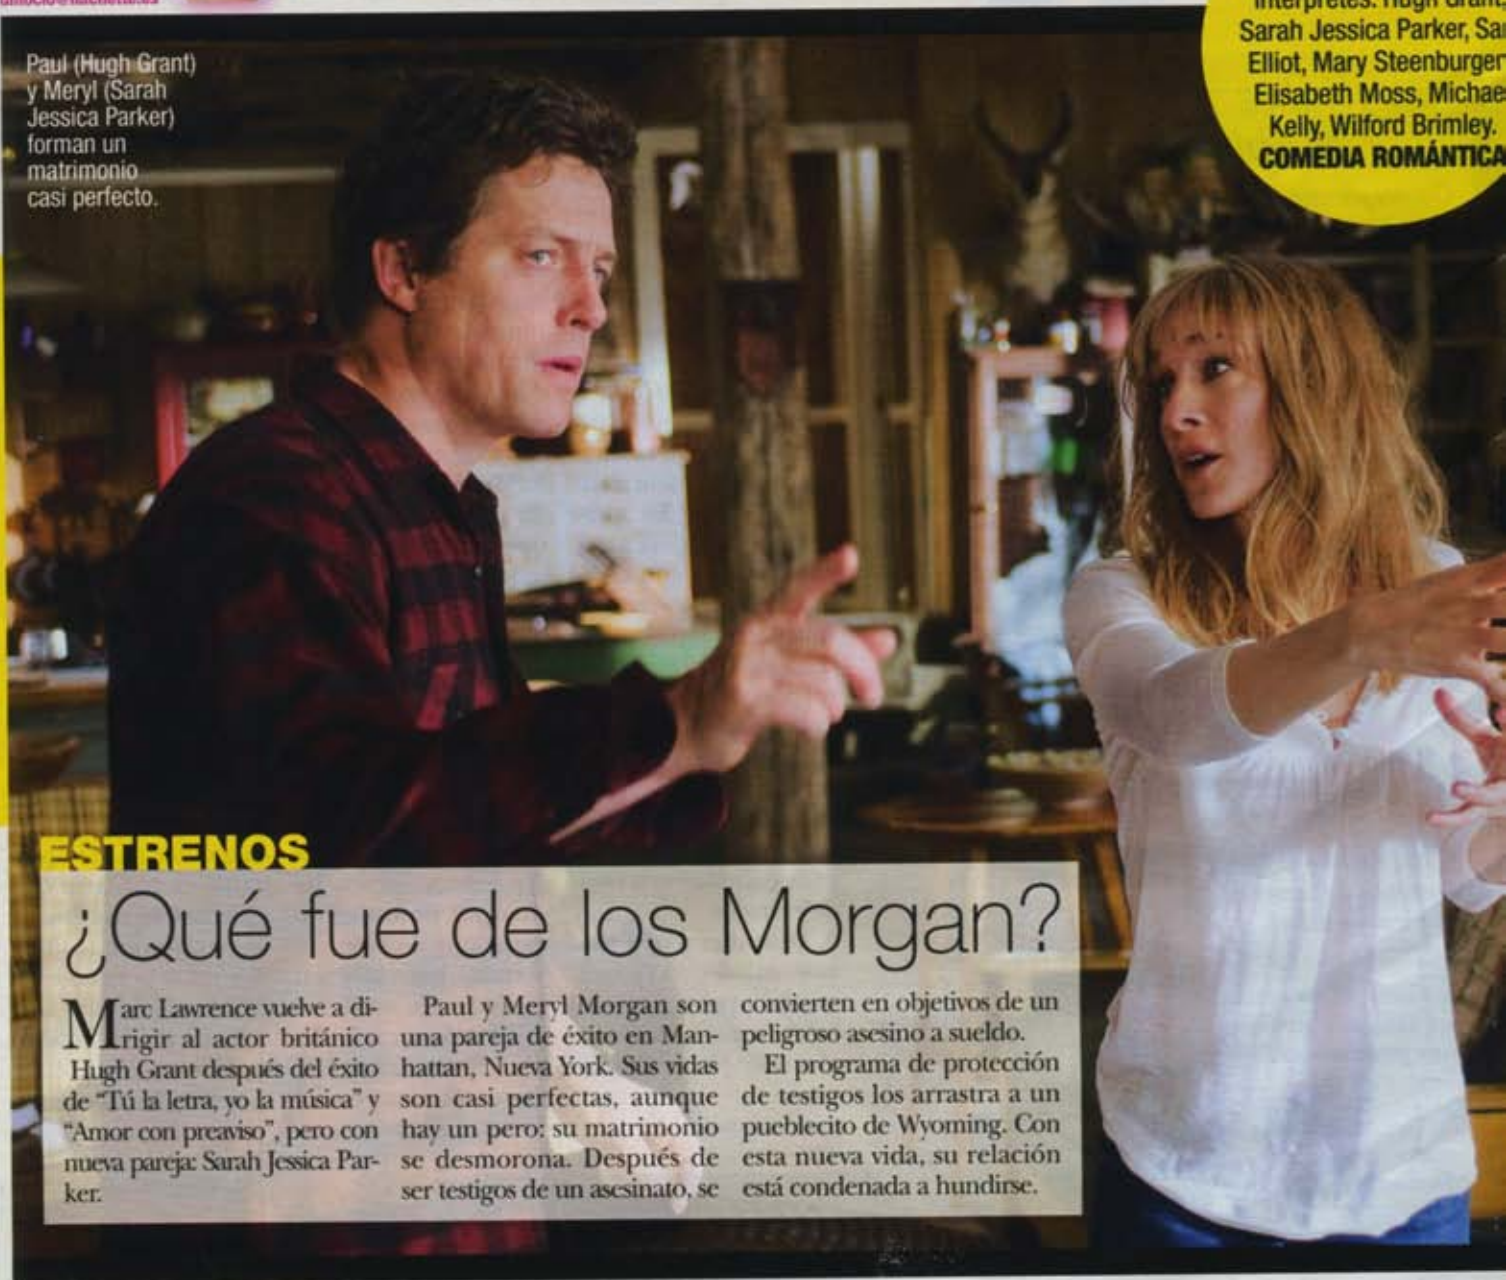 Paul (Hugh Grant)
y Meryl (Sarah
Jessica Parker)
forman un
matrimonio
casi perfecto.
Intérpretes: Hugh Grant,
Sarah Jessica Parker, Sa
Elliot, Mary Steenburgen
Elisabeth Moss, Michae
Kelly, Wilford Brimley.
COMEDIA ROMÁNTICA
ESTRENOS
¿Qué fue de los Morgan?
Marc Lawrence vuelve a di-
rigir al actor británico
Hugh Grant después del éxito
de "Tú la letra, yo la música" y
"Amor con preaviso", pero con
nueva pareja: Sarah Jessica Par-
ker.
Paul y Meryl Morgan son
una pareja de éxito en Man-
hattan, Nueva York. Sus vidas
son casi perfectas, aunque
hay un pero: su matrimonio
se desmorona. Después de
ser testigos de un asesinato, se
convierten en objetivos de un
peligroso asesino a sueldo.
El programa de protección
de testigos los arrastra a un
pueblecito de Wyoming. Con
esta nueva vida, su relación
está condenada a hundirse.